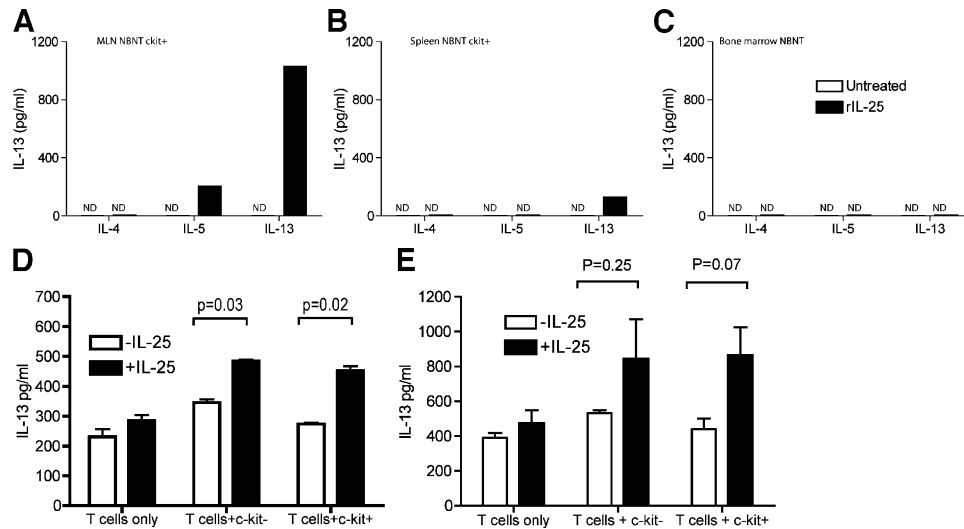 A
MLN NBNT ckit+
IL-13 (pg/ml)
1200
800
400
0
ND ND ND ND
IL-4 IL-5 IL-13
B
Spleen NBNT ckit+
IL-13 (pg/ml)
1200
800
400
0
ND ND ND ND ND
IL-4 IL-5 IL-13
C
Bone marrow NBNT
IL-13 (pg/ml)
1200
800
400
0
Untreated
rIL-25
ND ND ND ND ND ND
IL-4 IL-5 IL-13
D
IL-13 pg/ml
700
600
500
400
300
200
100
0
-IL-25
+IL-25
p=0.03
p=0.02
T cells only T cells+c-kit- T cells+c-kit+
E
IL-13 pg/ml
1200
1000
800
600
400
200
0
-IL-25
+IL-25
P=0.25
P=0.07
T cells only T cells + c-kit- T cells + c-kit+